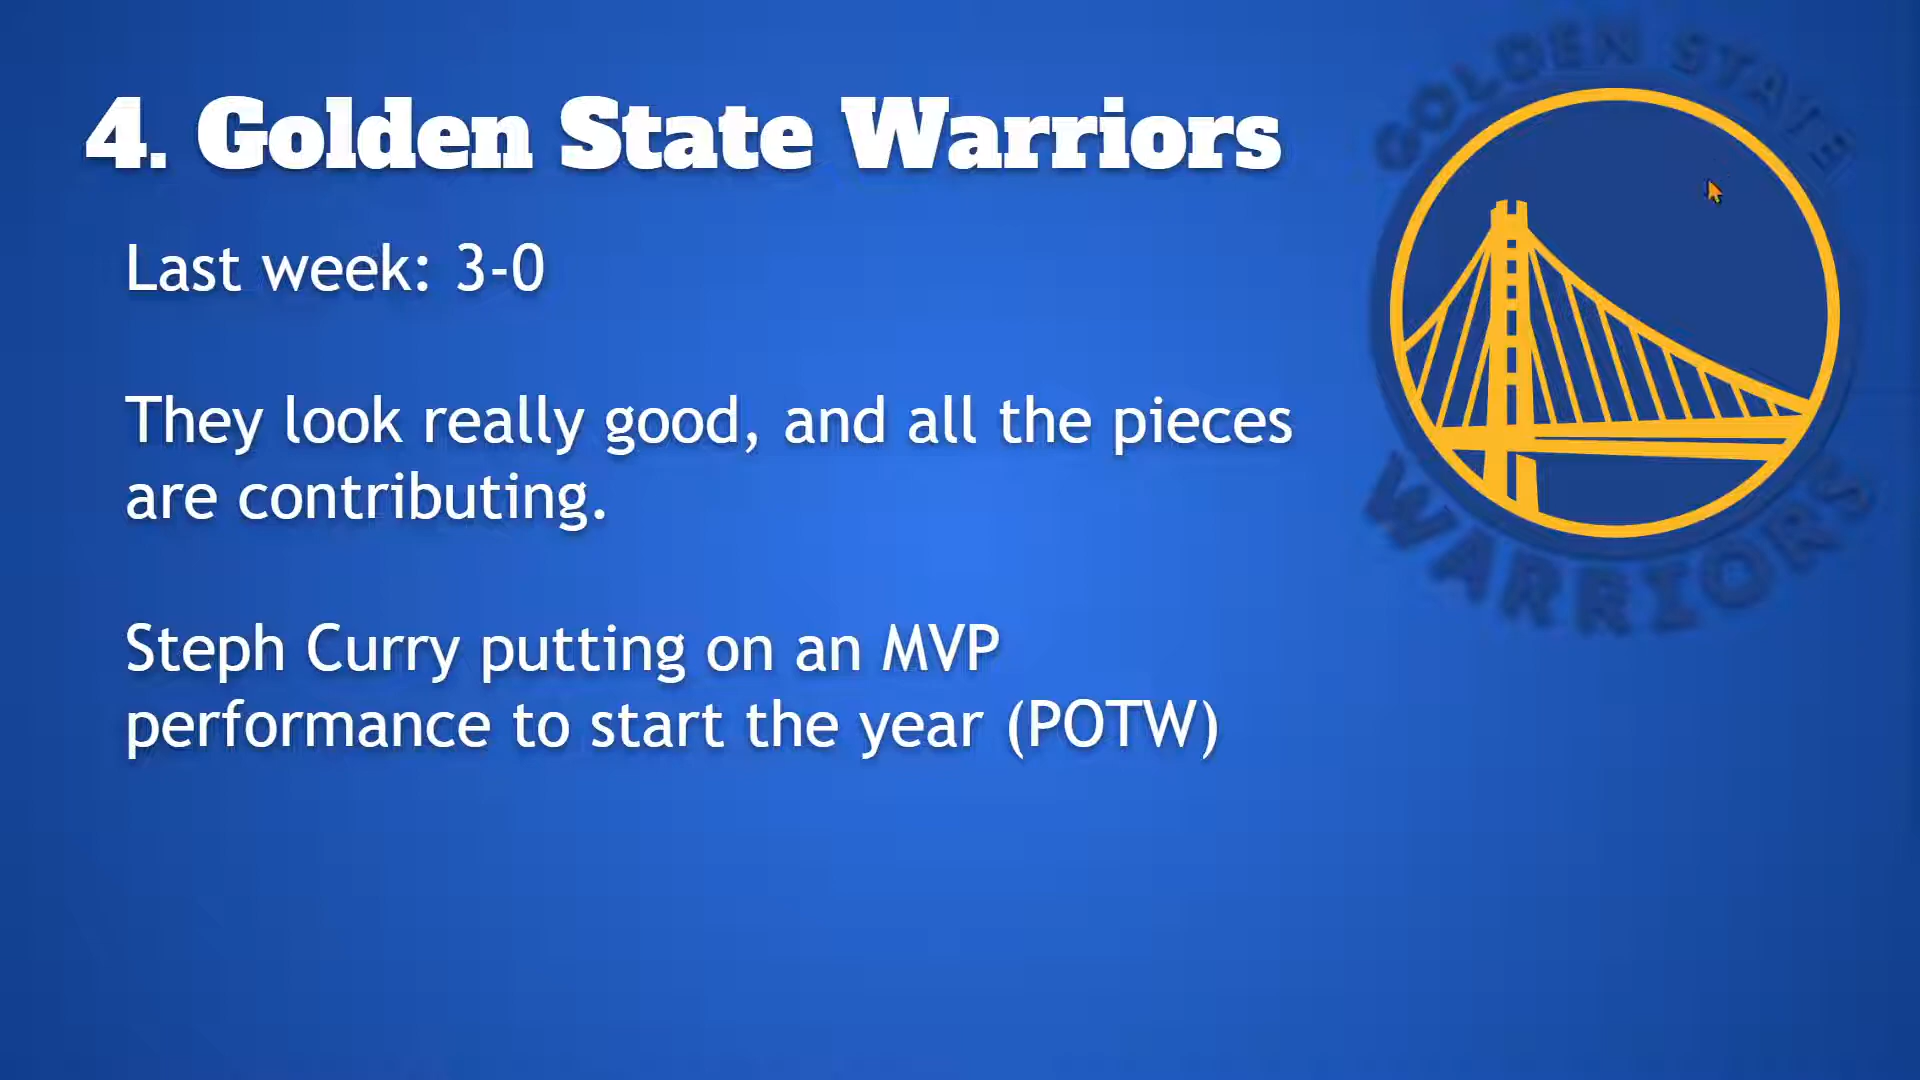 4. Golden State Warriors
GOLDEN STATE
WARRIORS
Last week: 3-0
They look really good, and all the pieces
are contributing.
Steph Curry putting on an MVP
performance to start the year (POTW)